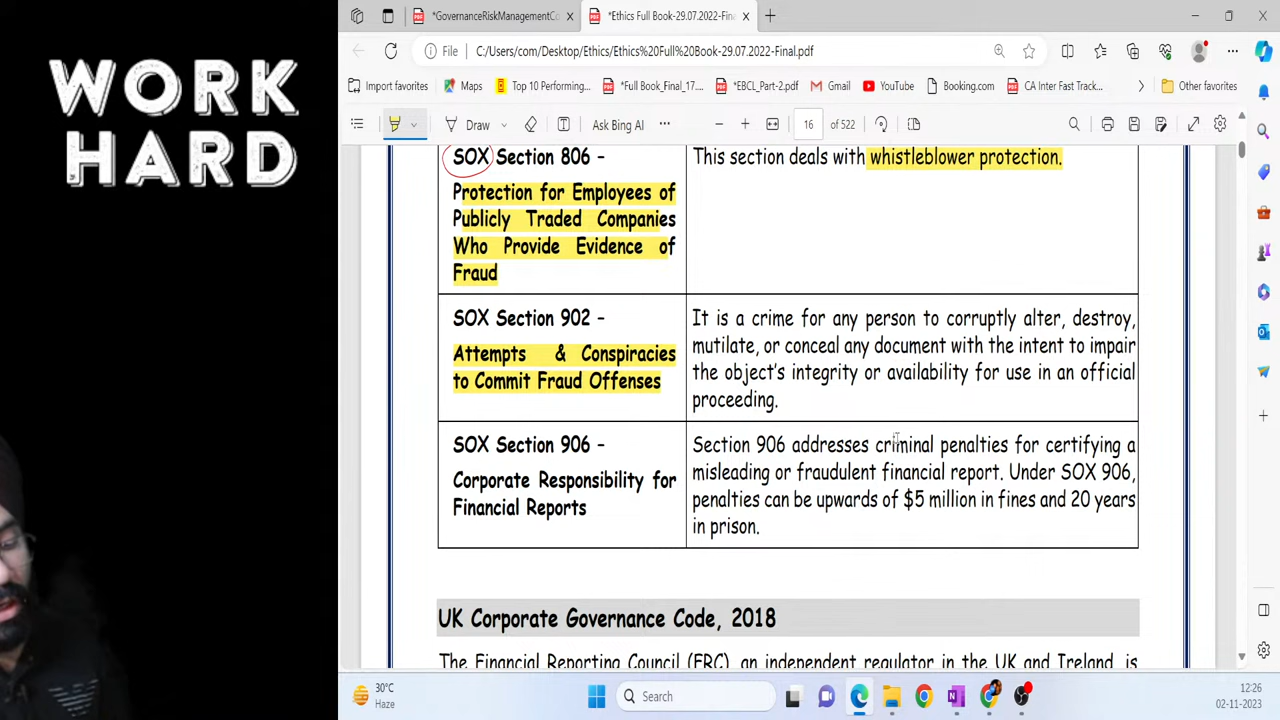 WORK
HARD
*GovernanceRiskManagementCo
*Ethics Full Book-29.07.2022-Fina
File
C:/Users/com/Desktop/Ethics/Ethics%20Full%20Book-29.07.2022-Final.pdf
Import favorites
Maps
Top 10 Performing...
*Full Book_Final_17...
*EBCL_Part-2.pdf
Gmail
YouTube
Booking.com
CA Inter Fast Track...
Other favorites
Draw
Ask Bing AI
16 of 522
SOX Section 806 –
Protection for Employees of
Publicly Traded Companies
Who Provide Evidence of
Fraud
This section deals with whistleblower protection.
SOX Section 902 –
Attempts & Conspiracies
to Commit Fraud Offenses
It is a crime for any person to corruptly alter, destroy,
mutilate, or conceal any document with the intent to impair
the object's integrity or availability for use in an official
proceeding.
SOX Section 906 –
Corporate Responsibility for
Financial Reports
Section 906 addresses criminal penalties for certifying a
misleading or fraudulent financial report. Under SOX 906,
penalties can be upwards of $5 million in fines and 20 years
in prison.
UK Corporate Governance Code, 2018
The Financial Reporting Council (FRC), an independent regulator in the UK and Ireland, is
30°C
Haze
Search
12:26
02-11-2023